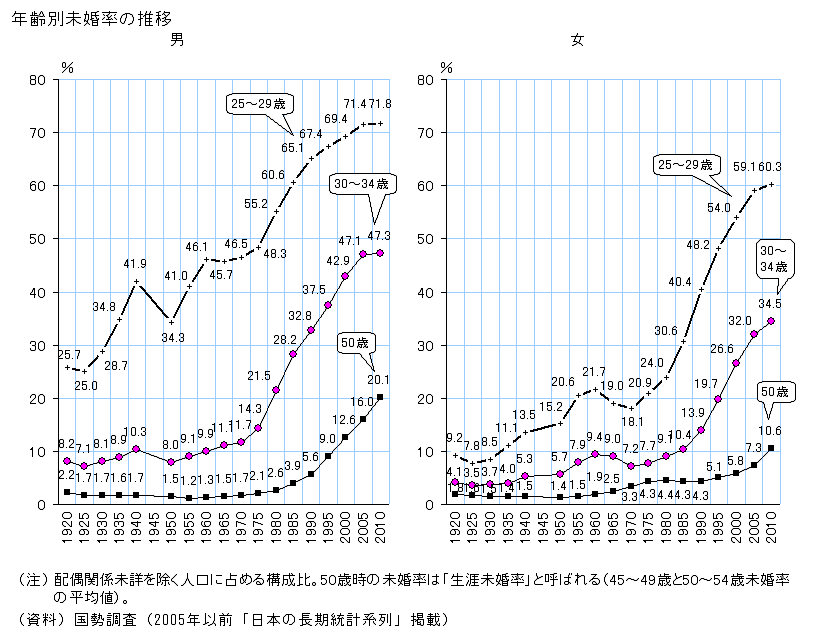 年齢別未婚率の推移
男
女
%
80
70
60
50
40
30
20
10
0
25～29歳
30～34歳
50歳
25.7 25.0 28.7 34.8 41.9 34.3 41.0 46.1 45.7 46.5 48.3 55.2 60.6 65.1 67.4 69.4 71.4 71.8
8.2 7.1 8.1 8.9 10.3 8.0 9.1 9.9 11.1 11.7 14.3 21.5 28.2 32.8 37.5 42.9 47.1 47.3
2.2 1.7 1.7 1.6 1.7 1.5 1.2 1.3 1.5 1.7 2.1 2.6 3.9 5.6 9.0 12.6 16.0 20.1
1920 1925 1930 1935 1940 1950 1955 1960 1965 1970 1975 1980 1985 1990 1995 2000 2005 2010
%
80
70
60
50
40
30
20
10
0
25～29歳
30～
34歳
50歳
9.2 7.8 8.5 11.1 13.5 15.2 20.6 21.7 19.0 18.1 20.9 24.0 30.6 40.4 48.2 54.0 59.1 60.3
4.1 3.5 3.7 4.0 5.3 5.7 7.9 9.4 9.0 7.2 7.7 9.1 10.4 13.9 19.7 26.6 32.0 34.5
1.5 1.4 1.5 1.9 2.5 3.3 4.3 4.4 4.3 4.3 5.1 5.8 7.3 10.6
1920 1925 1930 1935 1940 1950 1955 1960 1965 1970 1975 1980 1985 1990 1995 2000 2005 2010
（注）配偶関係未詳を除く人口に占める構成比。50歳時の未婚率は「生涯未婚率」と呼ばれる（45～49歳と50～54歳未婚率
の平均値）。
（資料）国勢調査（2005年以前「日本の長期統計系列」掲載）